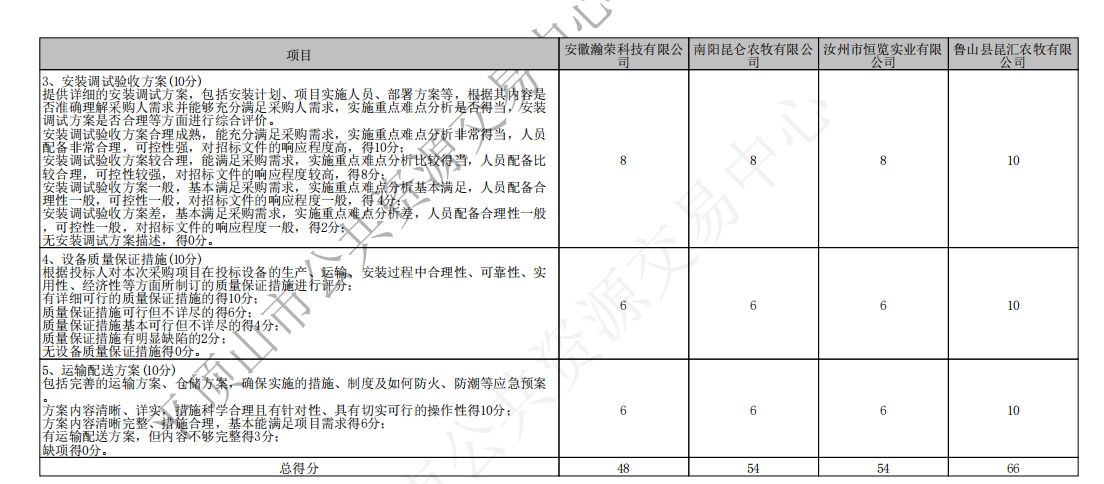 项目
安徽瀚荣科技有限公
司
南阳昆仑农牧有限公
司
汝州市恒览实业有限
公司
鲁山县昆汇农牧有限
公司
3、安装调试验收方案(10分)
提供详细的安装调试方案，包括安装计划、项目实施人员、部署方案等，根据其内容是
否准确理解采购人需求并能够充分满足采购人需求，实施重点难点分析是否得当，安装
调试方案是否合理等方面进行综合评价。
安装调试验收方案合理成熟，能充分满足采购需求，实施重点难点分析非常得当，人员
配备非常合理，可控性强，对招标文件的响应程度高，得10分；
安装调试验收方案较合理，能满足采购需求，实施重点难点分析比较得当，人员配备比
较合理，可控性较强，对招标文件的响应程度较高，得8分；
安装调试验收方案一般，基本满足采购需求，实施重点难点分析基本满足，人员配备合
理性一般，可控性一般，对招标文件的响应程度一般，得4分；
安装调试验收方案差，基本满足采购需求，实施重点难点分析差，人员配备合理性一般
，可控性一般，对招标文件的响应程度一般，得2分；
无安装调试方案描述，得0分。
8
8
8
10
4、设备质量保证措施(10分)
根据投标人对本次采购项目在投标设备的生产、运输、安装过程中合理性、可靠性、实
用性、经济性等方面所制订的质量保证措施进行评分；
有详细可行的质量保证措施的得10分；
质量保证措施可行但不详尽的得6分；
质量保证措施基本可行但不详尽的得4分；
质量保证措施有明显缺陷的2分；
无设备质量保证措施得0分。
6
6
6
10
5、运输配送方案(10分)
包括完善的运输方案、仓储方案，确保实施的措施、制度及如何防火、防潮等应急预案
。
方案内容清晰、详实、措施科学合理且有针对性、具有切实可行的操作性得10分；
方案内容清晰完整、措施合理，基本能满足项目需求得6分；
有运输配送方案，但内容不够完整得3分；
缺项得0分。
6
6
6
10
总得分
48
54
54
66
平顶山市公共资源交易中心
市公共资源交易中心